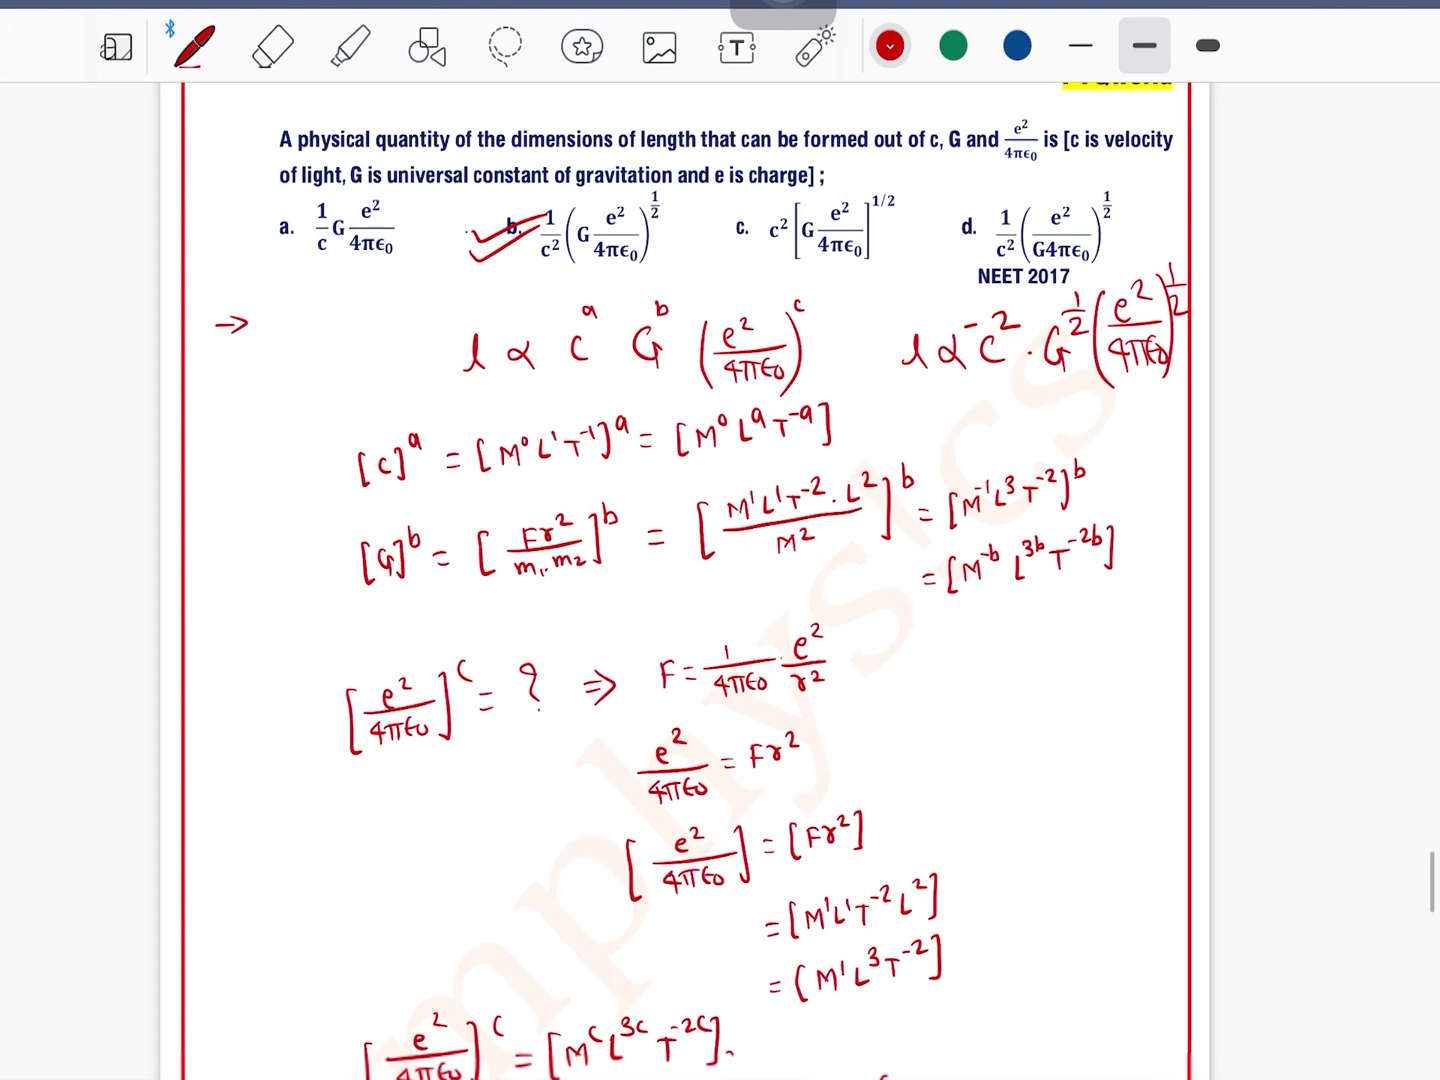 A physical quantity of the dimensions of length that can be formed out of c, G and e²/4πϵ₀ is [c is velocity
of light, G is universal constant of gravitation and e is charge] ;
a. 1/c G e²/4πϵ₀ b. 1/c² (G e²/4πϵ₀)^1/2 c. c² [G e²/4πϵ₀]^1/2 d. 1/c² (e²/G4πϵ₀)^1/2
NEET 2017
→ l ∝ c^a G^b (e²/4πϵ₀)^c l ∝ c^-2 · G^1/2 (e²/4πϵ₀)^1/2
[c]^a = [M⁰L¹T⁻¹]^a = [M⁰ L^a T^-a]
[G]^b = [Fr²/m₁.m₂]^b = [M¹L¹T⁻².L²/M²]^b = [M⁻¹L³T⁻²]^b
= [M^-b L^3b T^-2b]
[e²/4πϵ₀]^c = ? ⇒ F = 1/4πϵ₀ · e²/r²
e²/4πϵ₀ = Fr²
[e²/4πϵ₀] = [Fr²]
= [M¹L¹T⁻²L²]
= [M¹L³T⁻²]
[e²/4πϵ₀]^c = [M^c L^3c T^-2c].
mphysics